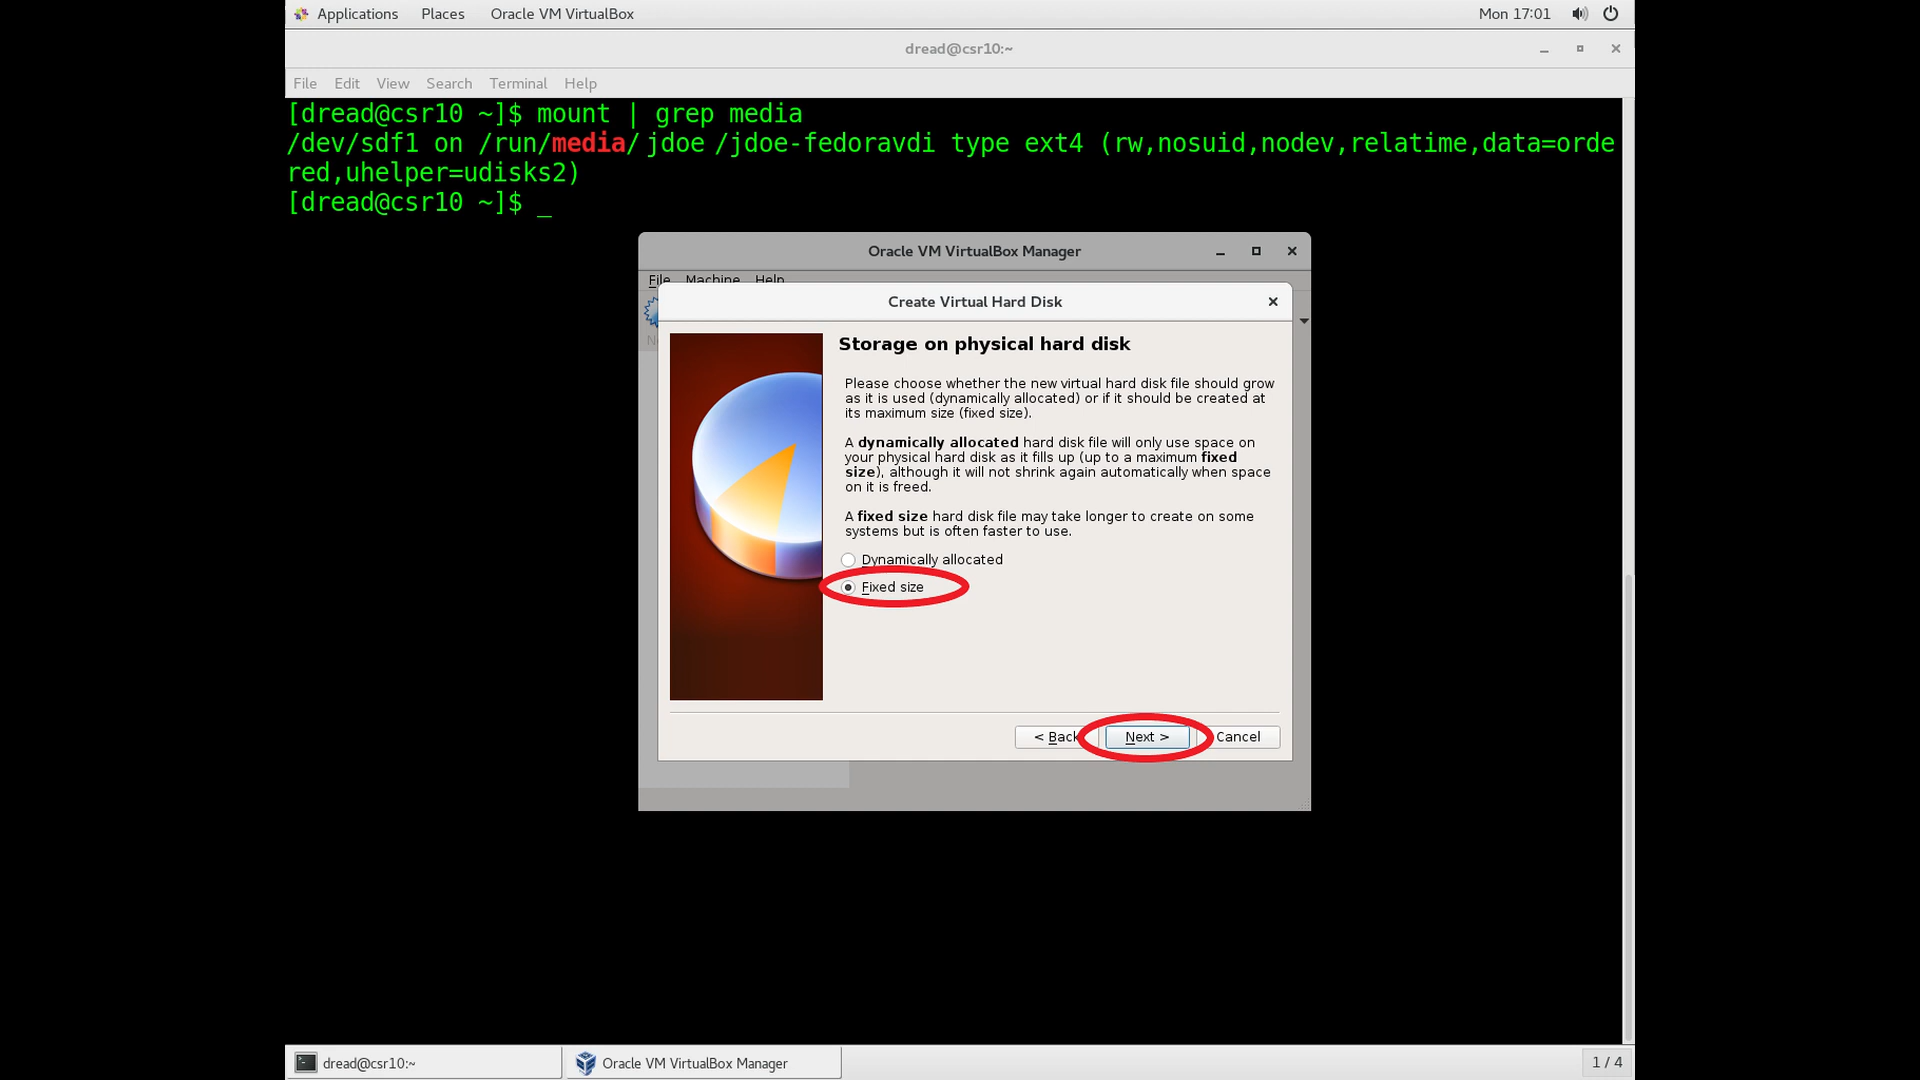 Applications Places Oracle VM VirtualBox Mon 17:01
dread@csr10:~
File Edit View Search Terminal Help
[dread@csr10 ~]$ mount | grep media
/dev/sdf1 on /run/media/jdoe /jdoe-fedoravdi type ext4 (rw,nosuid,nodev,relatime,data=orde
red,uhelper=udisks2)
[dread@csr10 ~]$ _
Oracle VM VirtualBox Manager
File Machine Help
Create Virtual Hard Disk
Storage on physical hard disk
Please choose whether the new virtual hard disk file should grow
as it is used (dynamically allocated) or if it should be created at
its maximum size (fixed size).
A dynamically allocated hard disk file will only use space on
your physical hard disk as it fills up (up to a maximum fixed
size), although it will not shrink again automatically when space
on it is freed.
A fixed size hard disk file may take longer to create on some
systems but is often faster to use.
Dynamically allocated
Fixed size
< Back Next > Cancel
dread@csr10:~ Oracle VM VirtualBox Manager 1 / 4